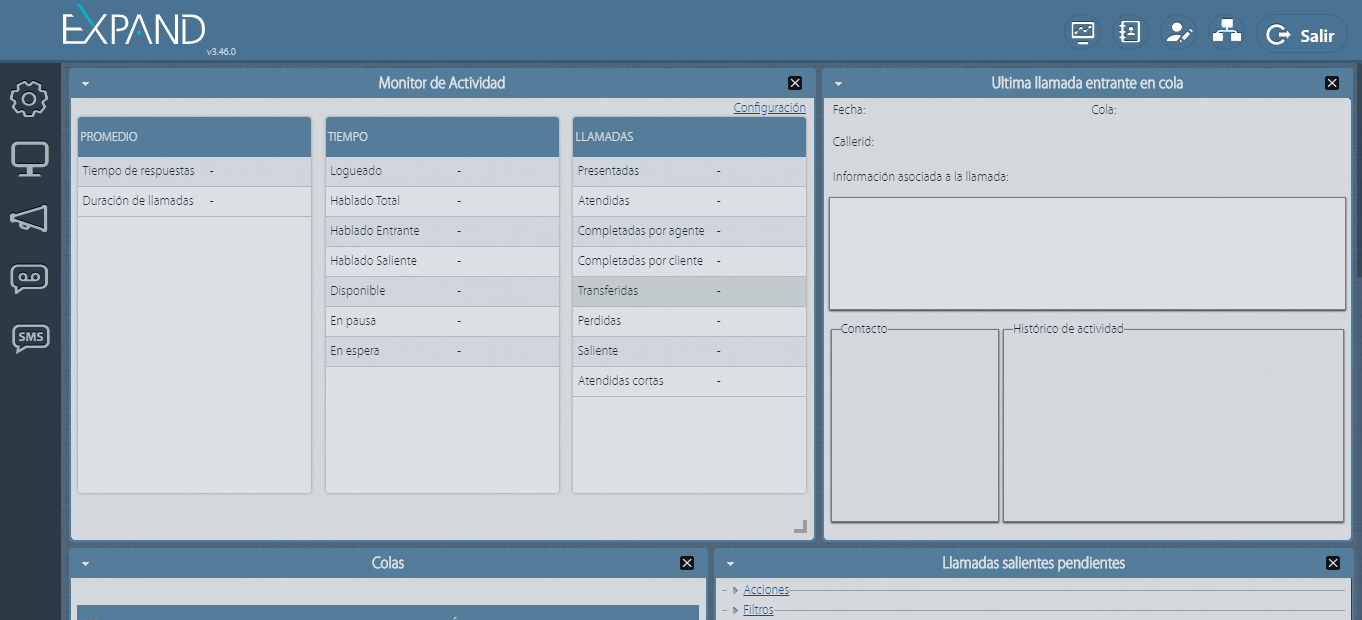 EXPAND
v3.46.0
Salir
SMS
Monitor de Actividad
Configuración
PROMEDIO
Tiempo de respuestas -
Duración de llamadas -
TIEMPO
Logueado -
Hablado Total -
Hablado Entrante -
Hablado Saliente -
Disponible -
En pausa -
En espera -
LLAMADAS
Presentadas -
Atendidas -
Completadas por agente -
Completadas por cliente -
Transferidas -
Perdidas -
Saliente -
Atendidas cortas -
Ultima llamada entrante en cola
Fecha: Cola:
Callerid:
Información asociada a la llamada:
Contacto
Histórico de actividad
Colas
Llamadas salientes pendientes
Acciones
Filtros